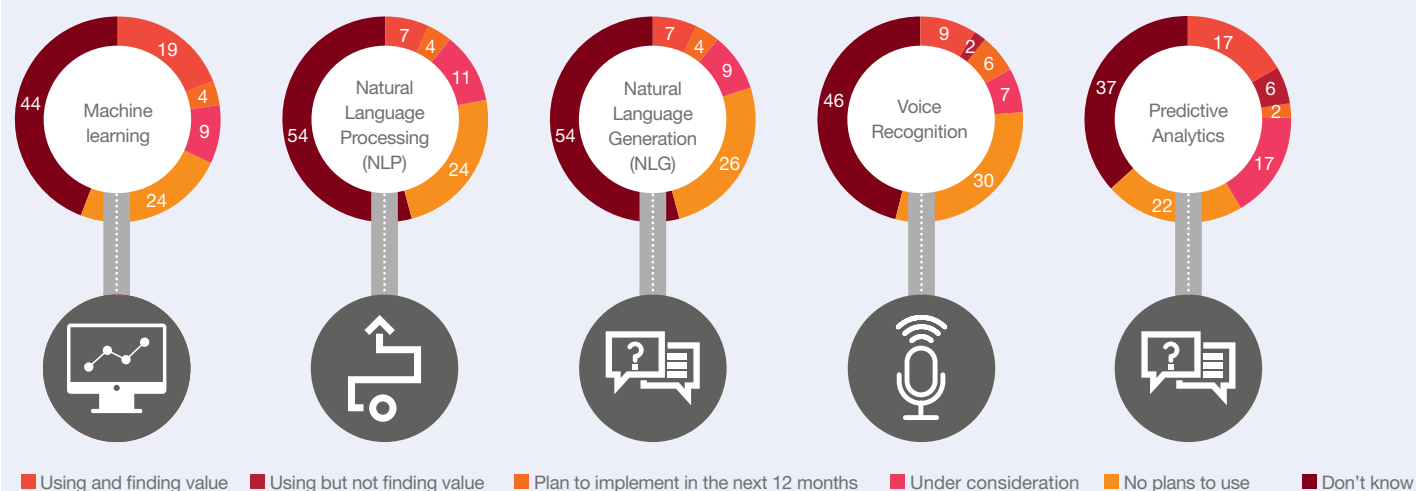 19
4
9
24
44
Machine
learning
7
4
11
24
54
Natural
Language
Processing
(NLP)
7
4
9
26
54
Natural
Language
Generation
(NLG)
9
2
6
7
30
46
Voice
Recognition
17
6
2
17
22
37
Predictive
Analytics
?
?
Using and finding value
Using but not finding value
Plan to implement in the next 12 months
Under consideration
No plans to use
Don’t know